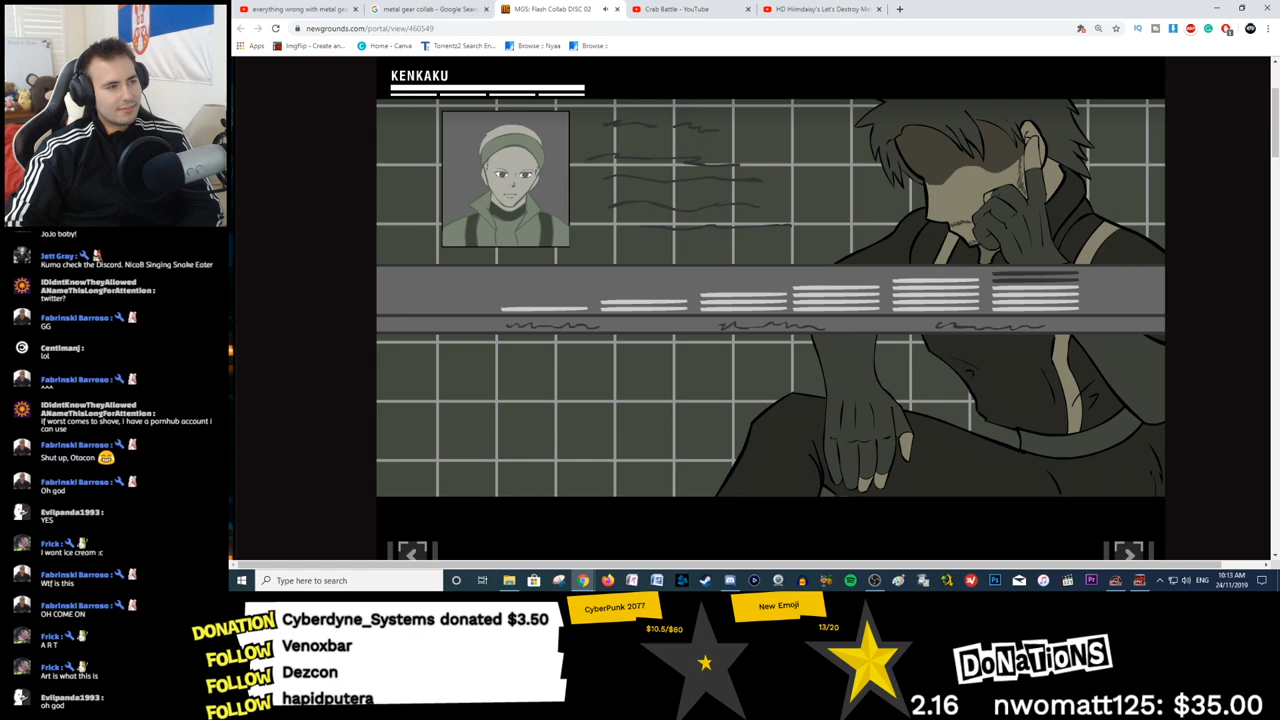 everything wrong with metal gea
metal gear collab - Google Sear
MGS: Flash Collab DISC 02
Crab Battle - YouTube
HD Hiimdaisy's Let's Destroy M
newgrounds.com/portal/view/460549
Apps
Imgflip - Create an...
Home - Canva
Torrentz2 Search En...
Browse :: Nyaa
Browse ::
KENKAKU
JoJo baby!
Jett Gray :
Kuma check the Discord, NicoB Singing Snake Eater
IDidntKnowTheyAllowed
ANameThisLongForAttention :
twitter?
Fabrinski Barroso :
GG
Centimanj :
lol
Fabrinski Barroso :
^^^
IDidntKnowTheyAllowed
ANameThisLongForAttention :
if worst comes to shove, i have a pornhub account i
can use
Fabrinski Barroso :
Shut up, Otacon
Fabrinski Barroso :
Oh god
Evilpanda1993 :
YES
Frick :
I want ice cream :c
Fabrinski Barroso :
Wtf is this
Fabrinski Barroso :
OH COME ON
Frick :
A R T
Frick :
Art is what this is
Evilpanda1993 :
oh god
Type here to search
ENG
10:13 AM
24/11/2019
DONATION Cyberdyne_Systems donated $3.50
FOLLOW Venoxbar
FOLLOW Dezcon
FOLLOW hapidputera
CyberPunk 2077
$10.5/$80
New Emoji
13/20
DONATIONS
2.16 nwomatt125: $35.00